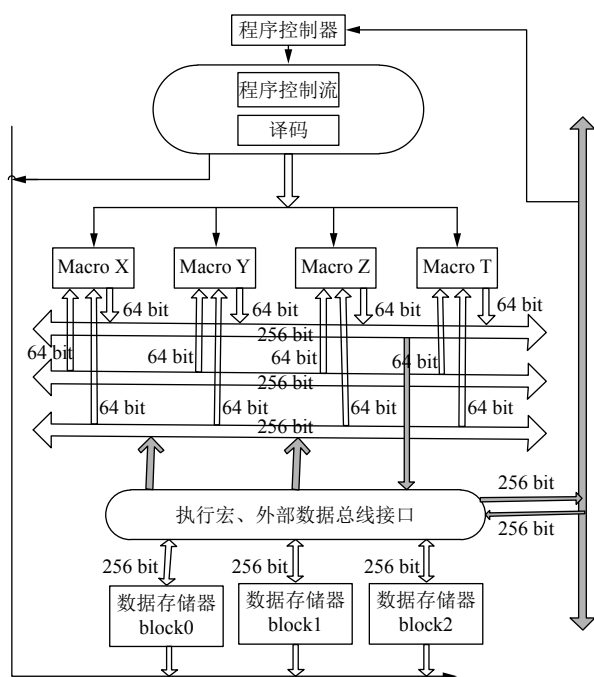 程序控制器
程序控制流
译码
Macro X
Macro Y
Macro Z
Macro T
64 bit
64 bit
64 bit
64 bit
256 bit
64 bit
64 bit
64 bit
64 bit
256 bit
64 bit
64 bit
64 bit
64 bit
256 bit
256 bit
执行宏、外部数据总线接口
256 bit
256 bit
256 bit
256 bit
数据存储器
block0
数据存储器
block1
数据存储器
block2